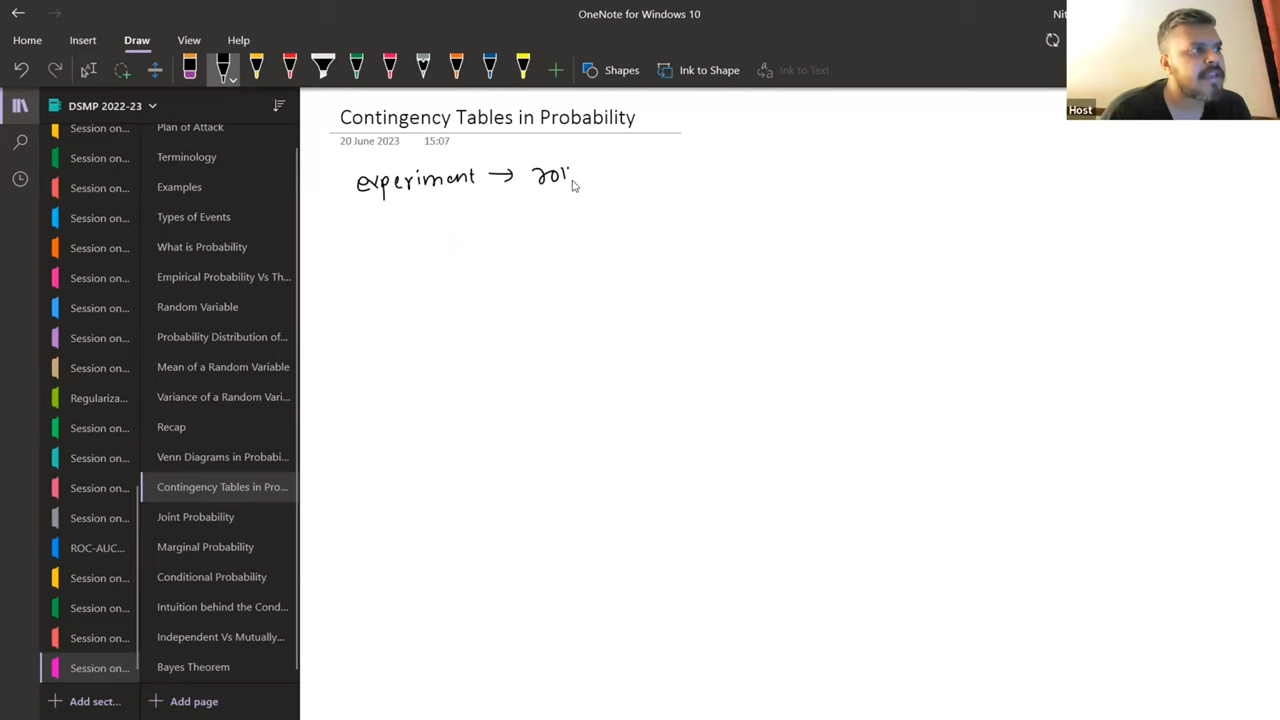 OneNote for Windows 10
Nit
Home
Insert
Draw
View
Help
Shapes
Ink to Shape
Ink to Text
Host
DSMP 2022-23
Session on...
Session on...
Session on...
Session on...
Session on...
Session on...
Session on...
Session on...
Session on...
Regulariza...
Session on...
Session on...
Session on...
Session on...
ROC-AUC...
Session on...
Session on...
Session on...
Session on...
Add sect...
Plan of Attack
Terminology
Examples
Types of Events
What is Probability
Empirical Probability Vs Th...
Random Variable
Probability Distribution of...
Mean of a Random Variable
Variance of a Random Vari...
Recap
Venn Diagrams in Probabi...
Contingency Tables in Pro...
Joint Probability
Marginal Probability
Conditional Probability
Intuition behind the Cond...
Independent Vs Mutually...
Bayes Theorem
Add page
Contingency Tables in Probability
20 June 2023 15:07
experiment →